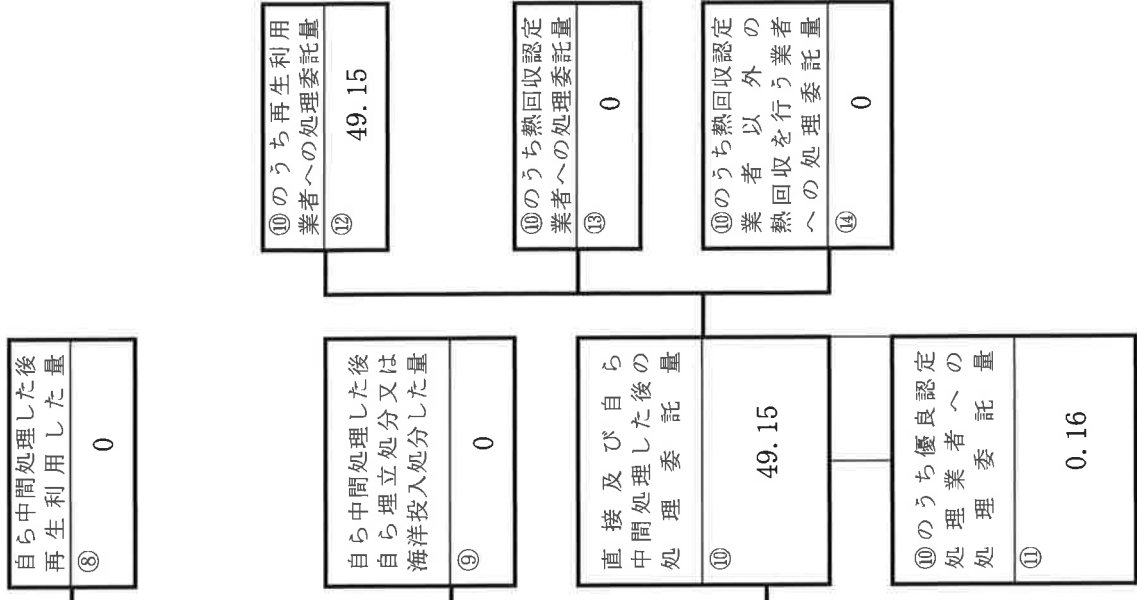 自ら中間処理した後
再生利用した量
⑧
0
自ら中間処理した後
自ら埋立処分又は
海洋投入処分した量
⑨
0
直接及び自ら
中間処理した後の
処理委託量
⑩
49.15
⑩のうち優良認定
処理業者への
処理委託量
⑪
0.16
⑩のうち再生利用
業者への処理委託量
⑫
49.15
⑩のうち熱回収認定
業者への処理委託量
⑬
0
⑩のうち熱回収認定
業者以外の
熱回収を行う業者
への処理委託量
⑭
0